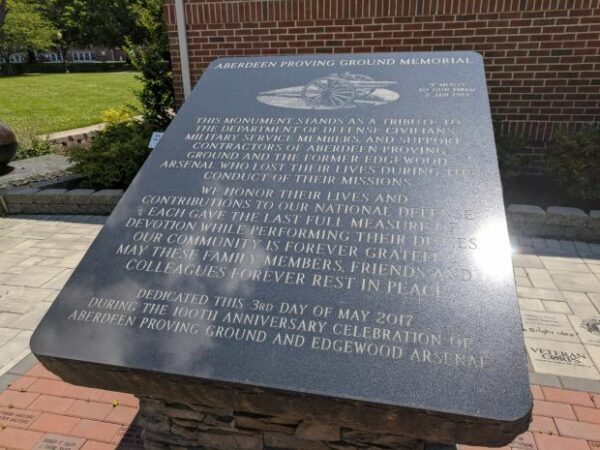 ABERDEEN PROVING GROUND MEMORIAL
1ST GUN FIRED
THIS MONUMENT STANDS AS A TRIBUTE TO
THE DEPARTMENT OF DEFENSE CIVILIANS,
MILITARY SERVICE MEMBERS, AND SUPPORT
CONTRACTORS OF ABERDEEN PROVING
GROUND AND THE FORMER EDGEWOOD
ARSENAL WHO LOST THEIR LIVES DURING THE
CONDUCT OF THEIR MISSIONS.
WE HONOR THEIR LIVES AND
CONTRIBUTIONS TO OUR NATIONAL DEFENSE
EACH GAVE THE LAST FULL MEASURE OF
DEVOTION WHILE PERFORMING THEIR DUTIES
OUR COMMUNITY IS FOREVER GRATEFUL
MAY THESE FAMILY MEMBERS, FRIENDS AND
COLLEAGUES FOREVER REST IN PEACE
DEDICATED THIS 3RD DAY OF MAY 2017
DURING THE 100TH ANNIVERSARY CELEBRATION OF
ABERDEEN PROVING GROUND AND EDGEWOOD ARSENAL
VETERAN
CORPS